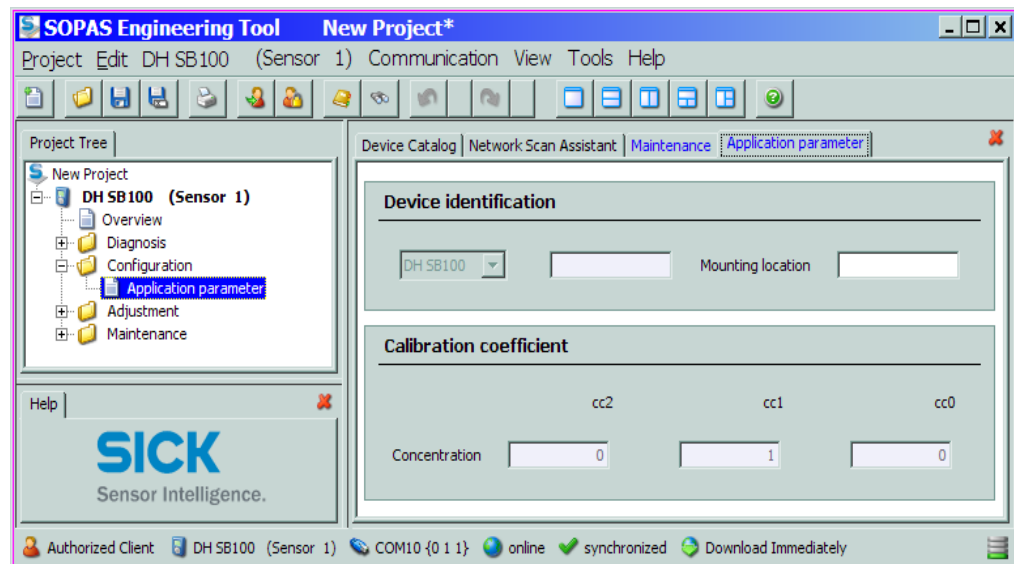 SOPAS Engineering Tool New Project*
Project Edit DH SB100 (Sensor 1) Communication View Tools Help
Project Tree
New Project
DH SB100 (Sensor 1)
Overview
Diagnosis
Configuration
Application parameter
Adjustment
Maintenance
Help
SICK
Sensor Intelligence.
Device Catalog Network Scan Assistant Maintenance Application parameter
Device identification
DH SB100 Mounting location
Calibration coefficient
cc2 cc1 cc0
Concentration 0 1 0
Authorized Client DH SB100 (Sensor 1) COM10 {0 1 1} online synchronized Download Immediately